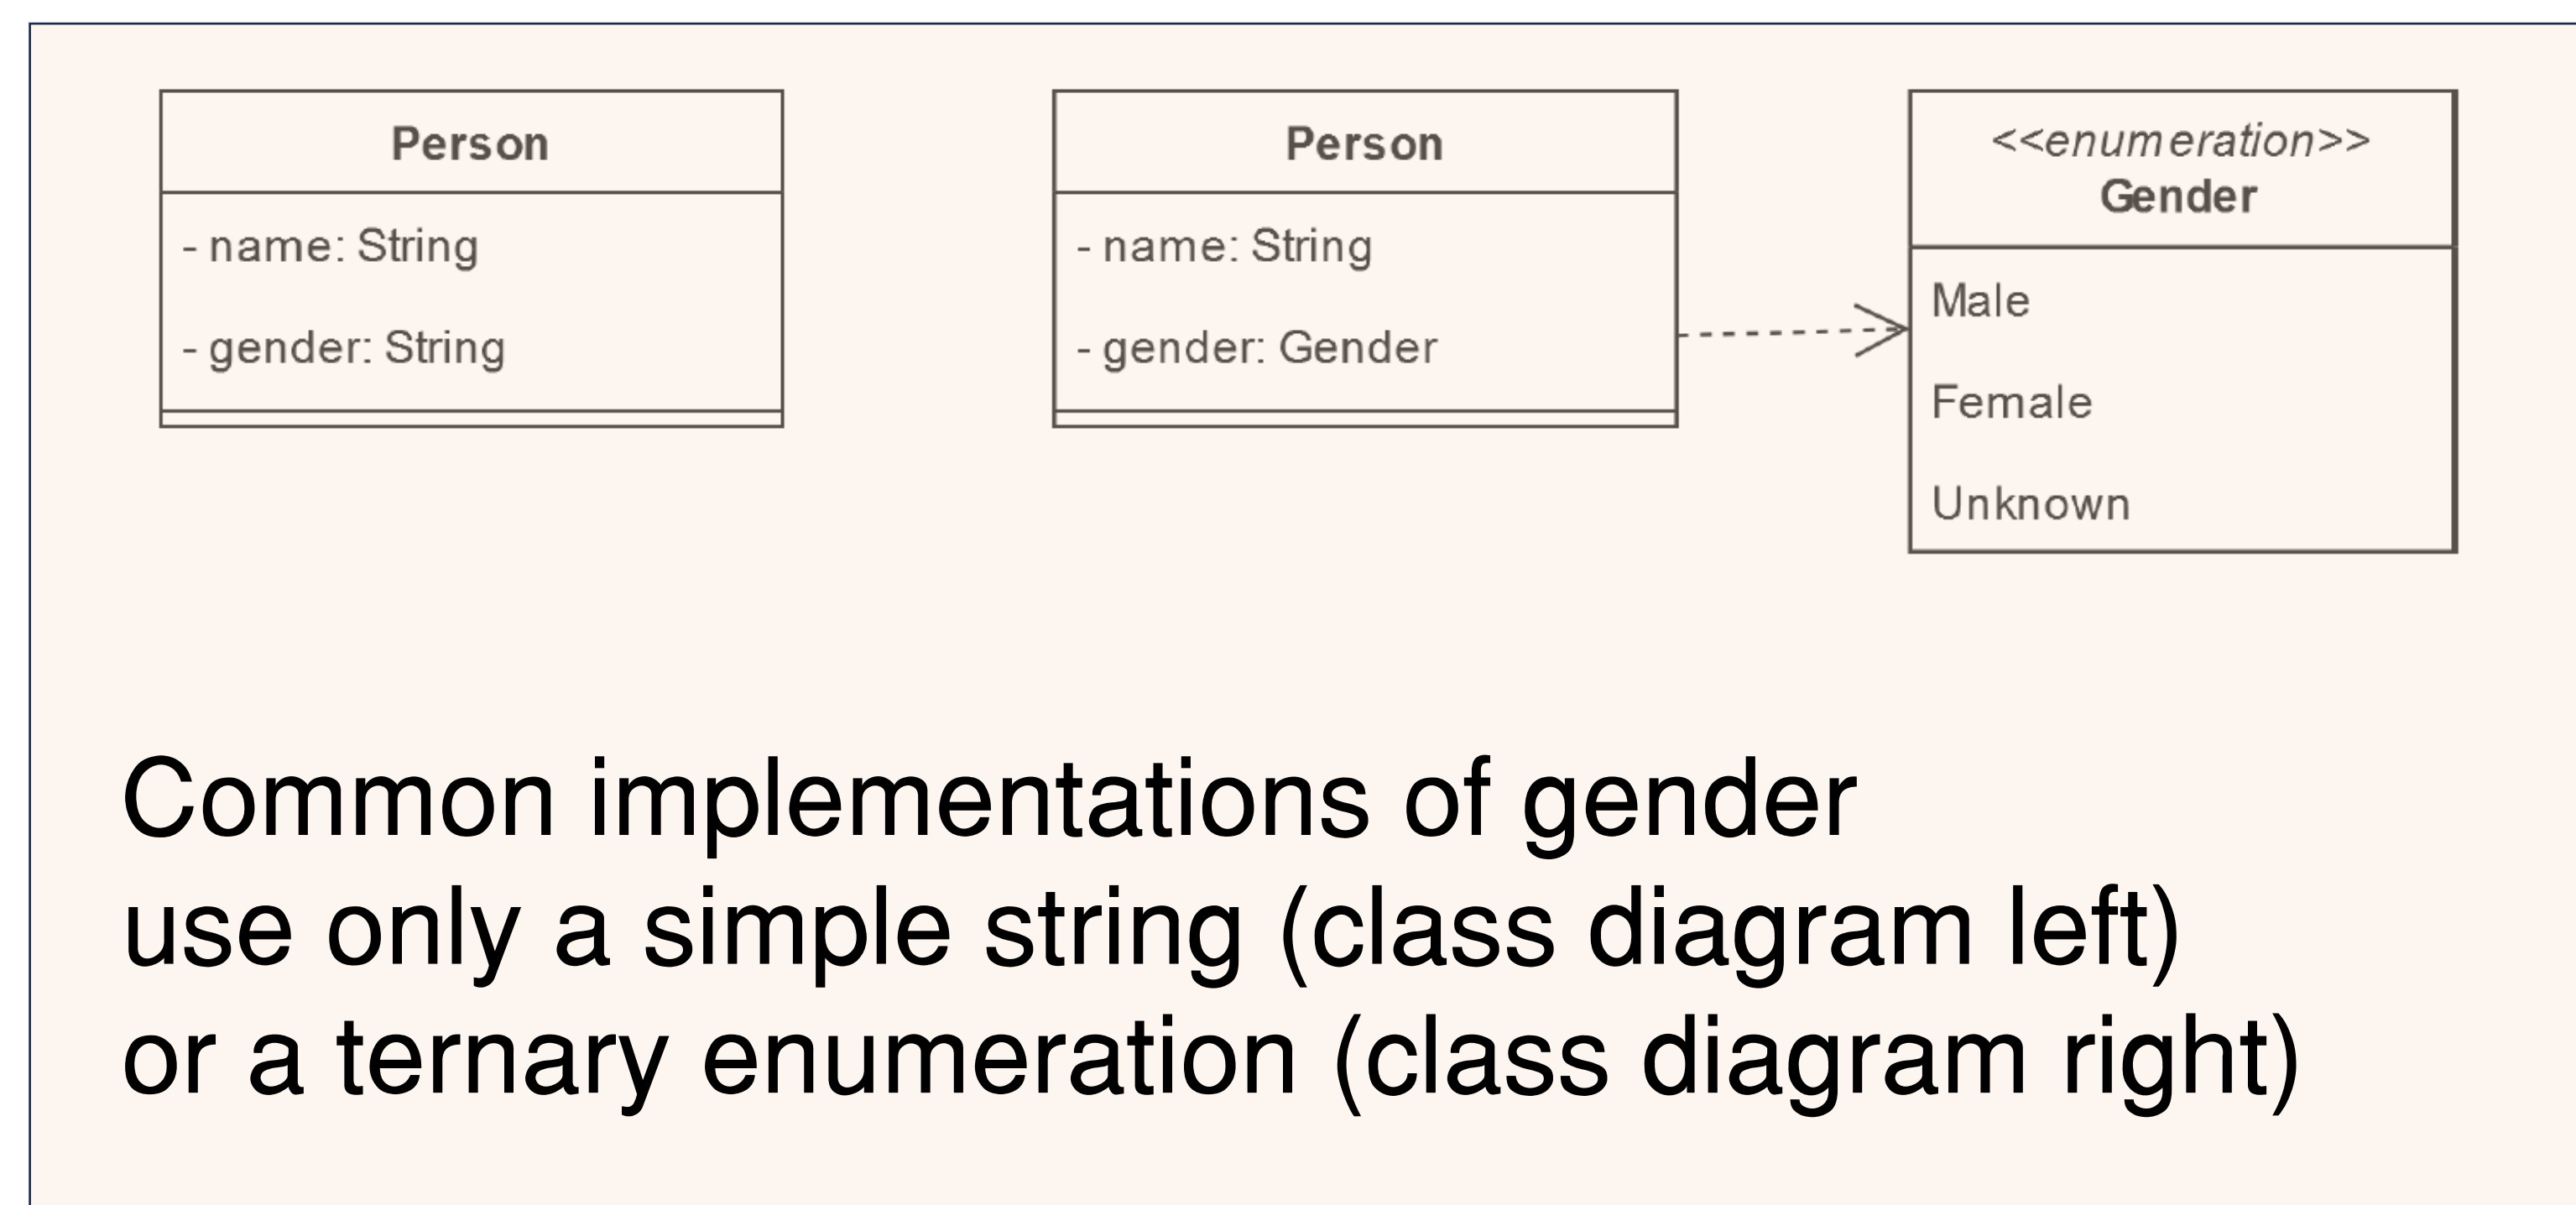 Person
- name: String
- gender: String
Person
- name: String
- gender: Gender
<<enumeration>>
Gender
Male
Female
Unknown
Common implementations of gender
use only a simple string (class diagram left)
or a ternary enumeration (class diagram right)